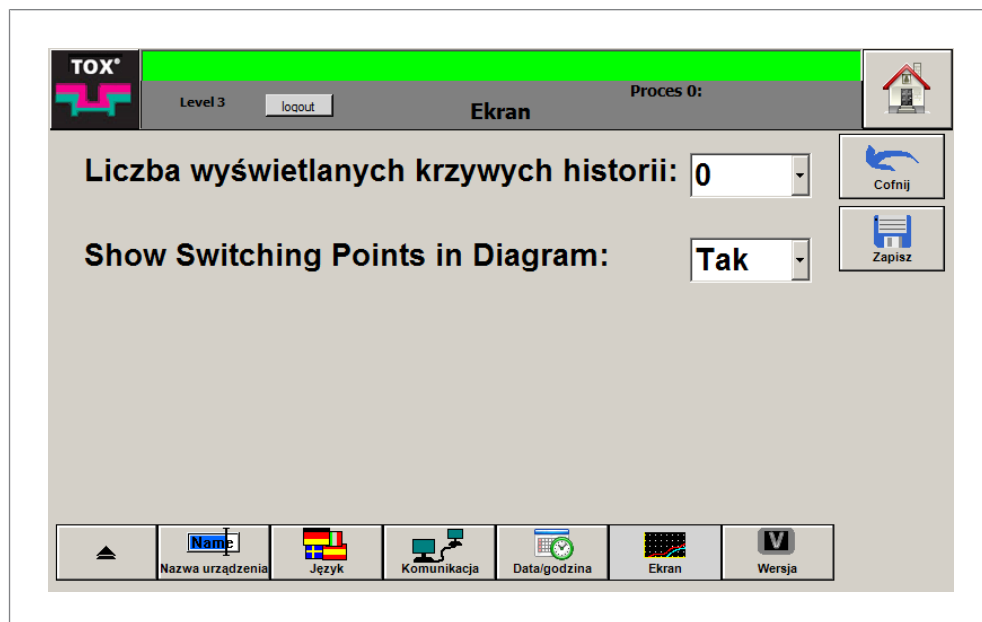 TOX®
Level 3
logout
Ekran
Proces 0:
Liczba wyświetlanych krzywych historii:
0
Cofnij
Show Switching Points in Diagram:
Tak
Zapisz
Name
Nazwa urządzenia
Język
Komunikacja
Data/godzina
Ekran
V
Wersja